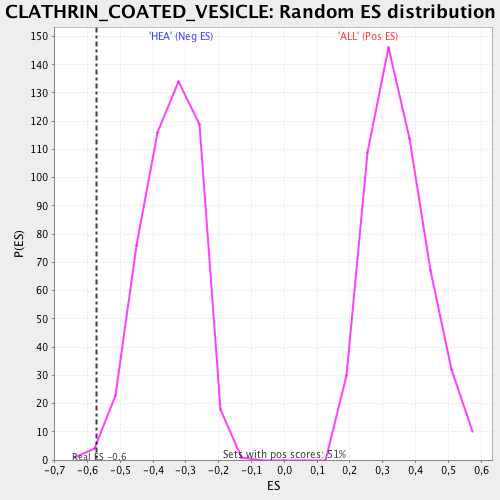 CLATHRIN_COATED_VESICLE: Random ES distribution
'HEA' (Neg ES) 'ALL' (Pos ES)
150
140
130
120
110
100
90
80
70
60
50
40
30
20
10
0
P(ES)
Real ES -0,6 Sets with pos scores: 51%
-0,7 -0,6 -0,5 -0,4 -0,3 -0,2 -0,1 0,0 0,1 0,2 0,3 0,4 0,5 0,6
ES